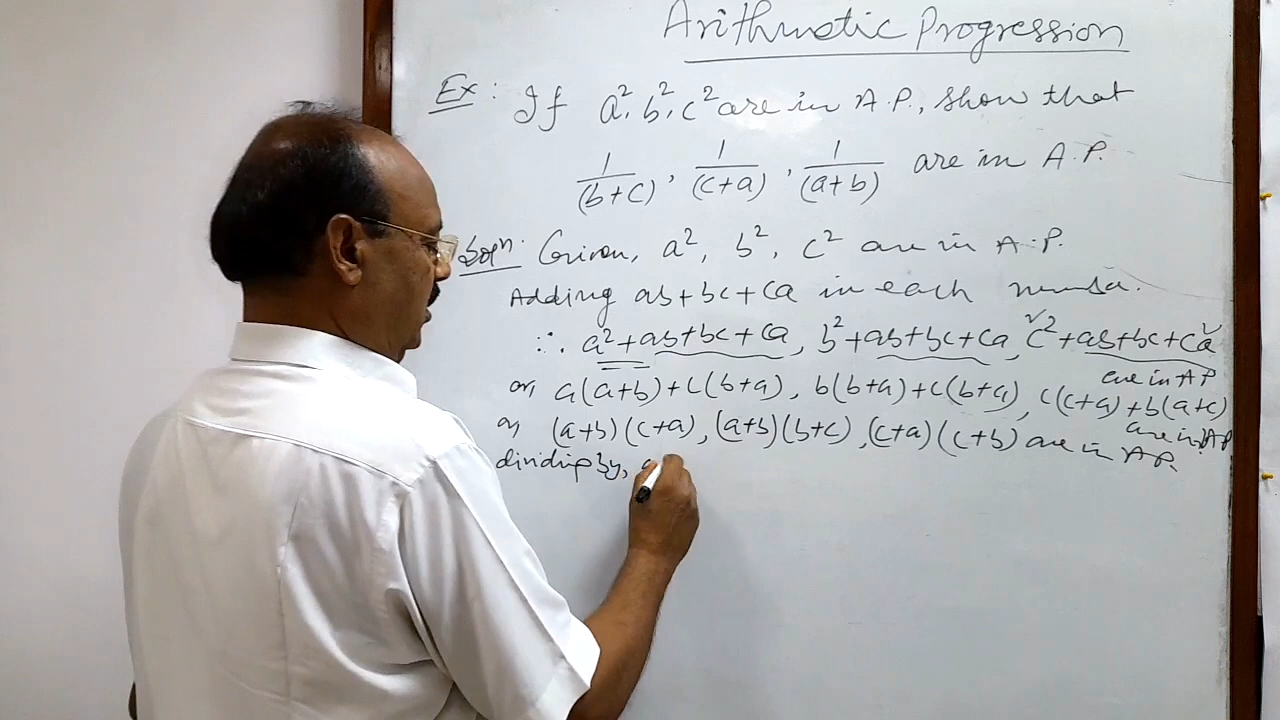 Arithmetic Progression
Ex: If a², b², c² are in A.P., show that
1/(b+c), 1/(c+a), 1/(a+b) are in A.P.
Solⁿ. Given, a², b², c² are in A.P.
Adding ab+bc+ca in each
∴ a²+ab+bc+ca, b²+ab+bc+ca, c²+ab+bc+ca
are in AP
or, a(a+b)+c(b+a), b(b+a)+c(b+a), c(c+a)+b(a+c)
are in AP
or (a+b)(c+a), (a+b)(b+c), (c+a)(c+b) are in AP.
dividing by,